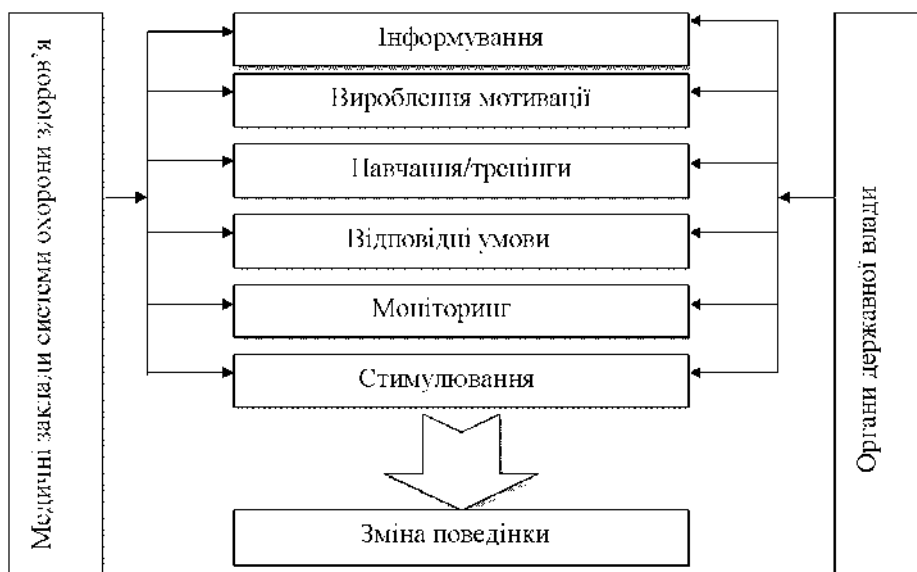 Медичні заклади системи охорони здоров’я
Інформування
Вироблення мотивації
Навчання/тренінги
Відповідні умови
Моніторинг
Стимулювання
Зміна поведінки
Органи державної влади